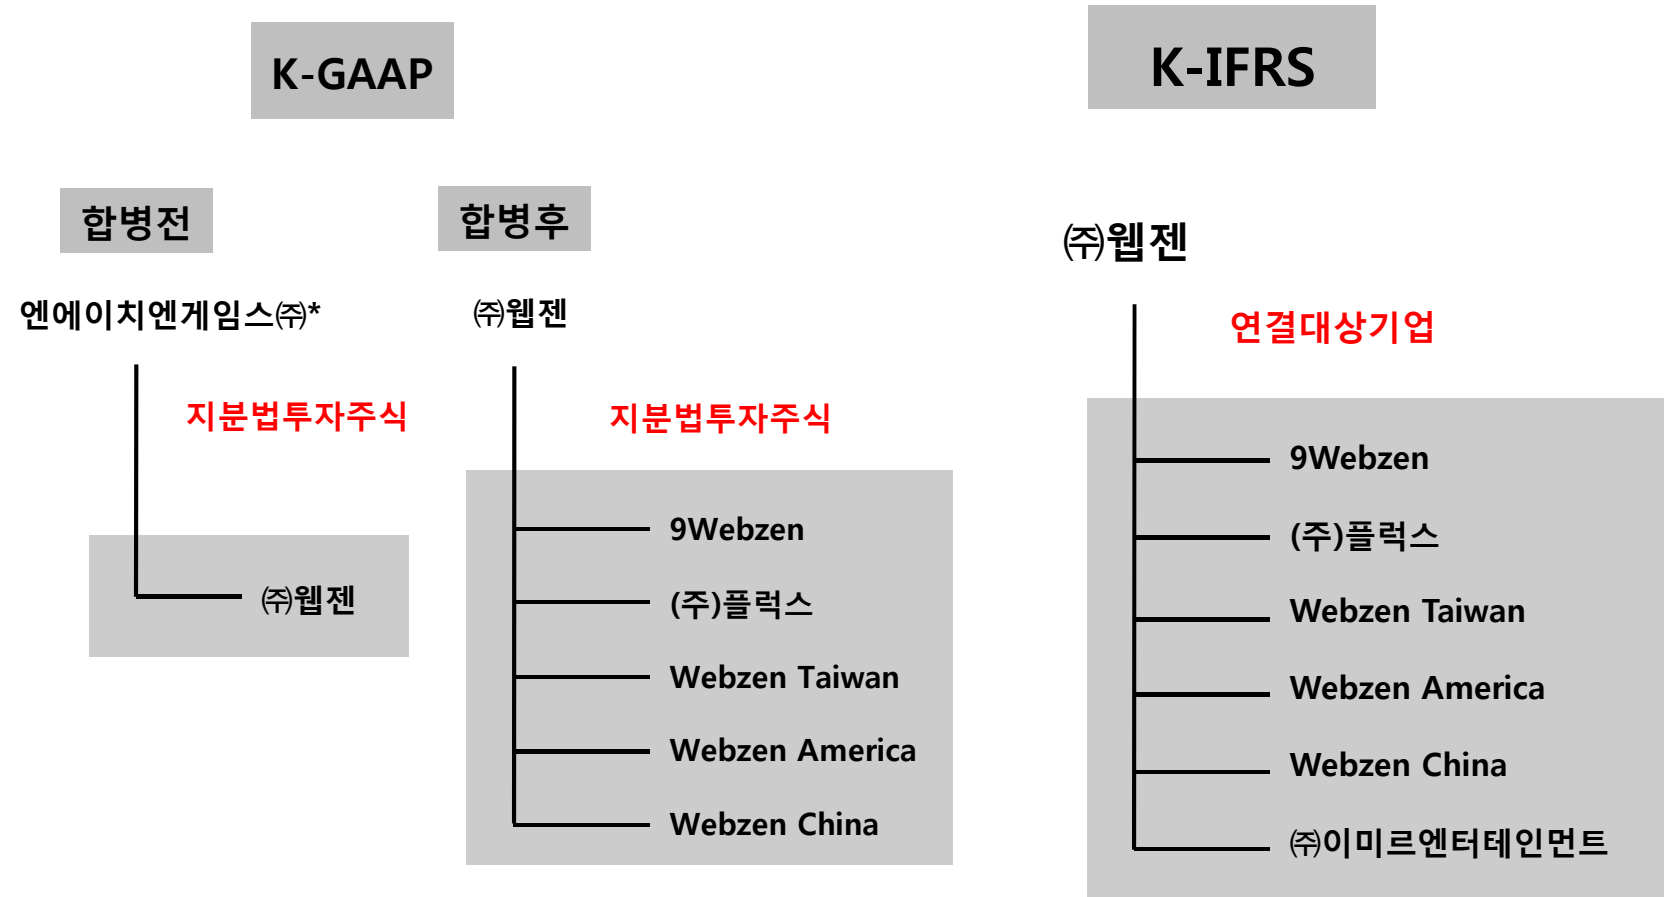 K-GAAP
합병전
엔에이치엔게임스㈜*
지분법투자주식
㈜웹젠
합병후
㈜웹젠
지분법투자주식
9Webzen
(주)플럭스
Webzen Taiwan
Webzen America
Webzen China
K-IFRS
㈜웹젠
연결대상기업
9Webzen
(주)플럭스
Webzen Taiwan
Webzen America
Webzen China
㈜이미르엔터테인먼트